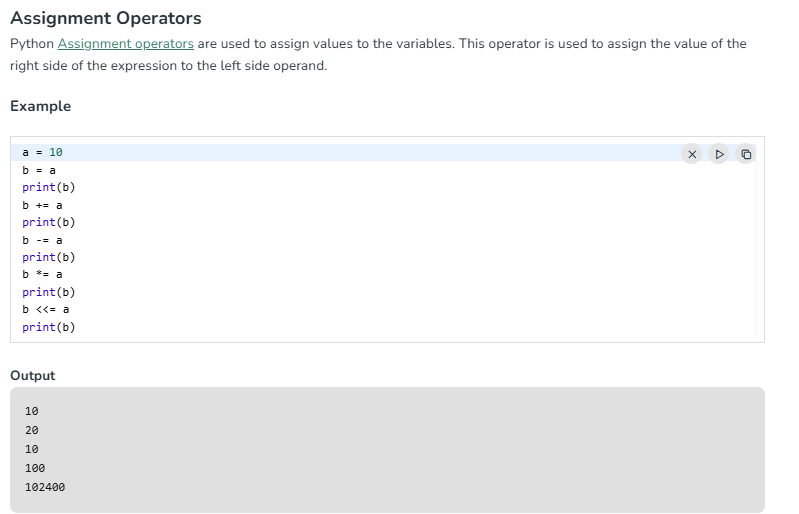 Assignment Operators
Python Assignment operators are used to assign values to the variables. This operator is used to assign the value of the
right side of the expression to the left side operand.
Example
a = 10
b = a
print(b)
b += a
print(b)
b -= a
print(b)
b *= a
print(b)
b <<= a
print(b)
Output
10
20
10
100
102400